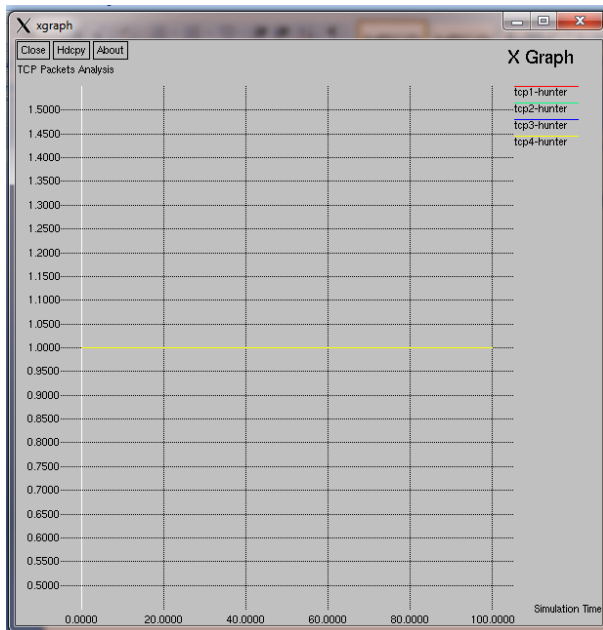 xgraph
Close Hdcpy About
X Graph
TCP Packets Analysis
tcp1-hunter
tcp2-hunter
tcp3-hunter
tcp4-hunter
1.5000
1.4500
1.4000
1.3500
1.3000
1.2500
1.2000
1.1500
1.1000
1.0500
1.0000
0.9500
0.9000
0.8500
0.8000
0.7500
0.7000
0.6500
0.6000
0.5500
0.5000
Simulation Time
0.0000 20.0000 40.0000 60.0000 80.0000 100.0000